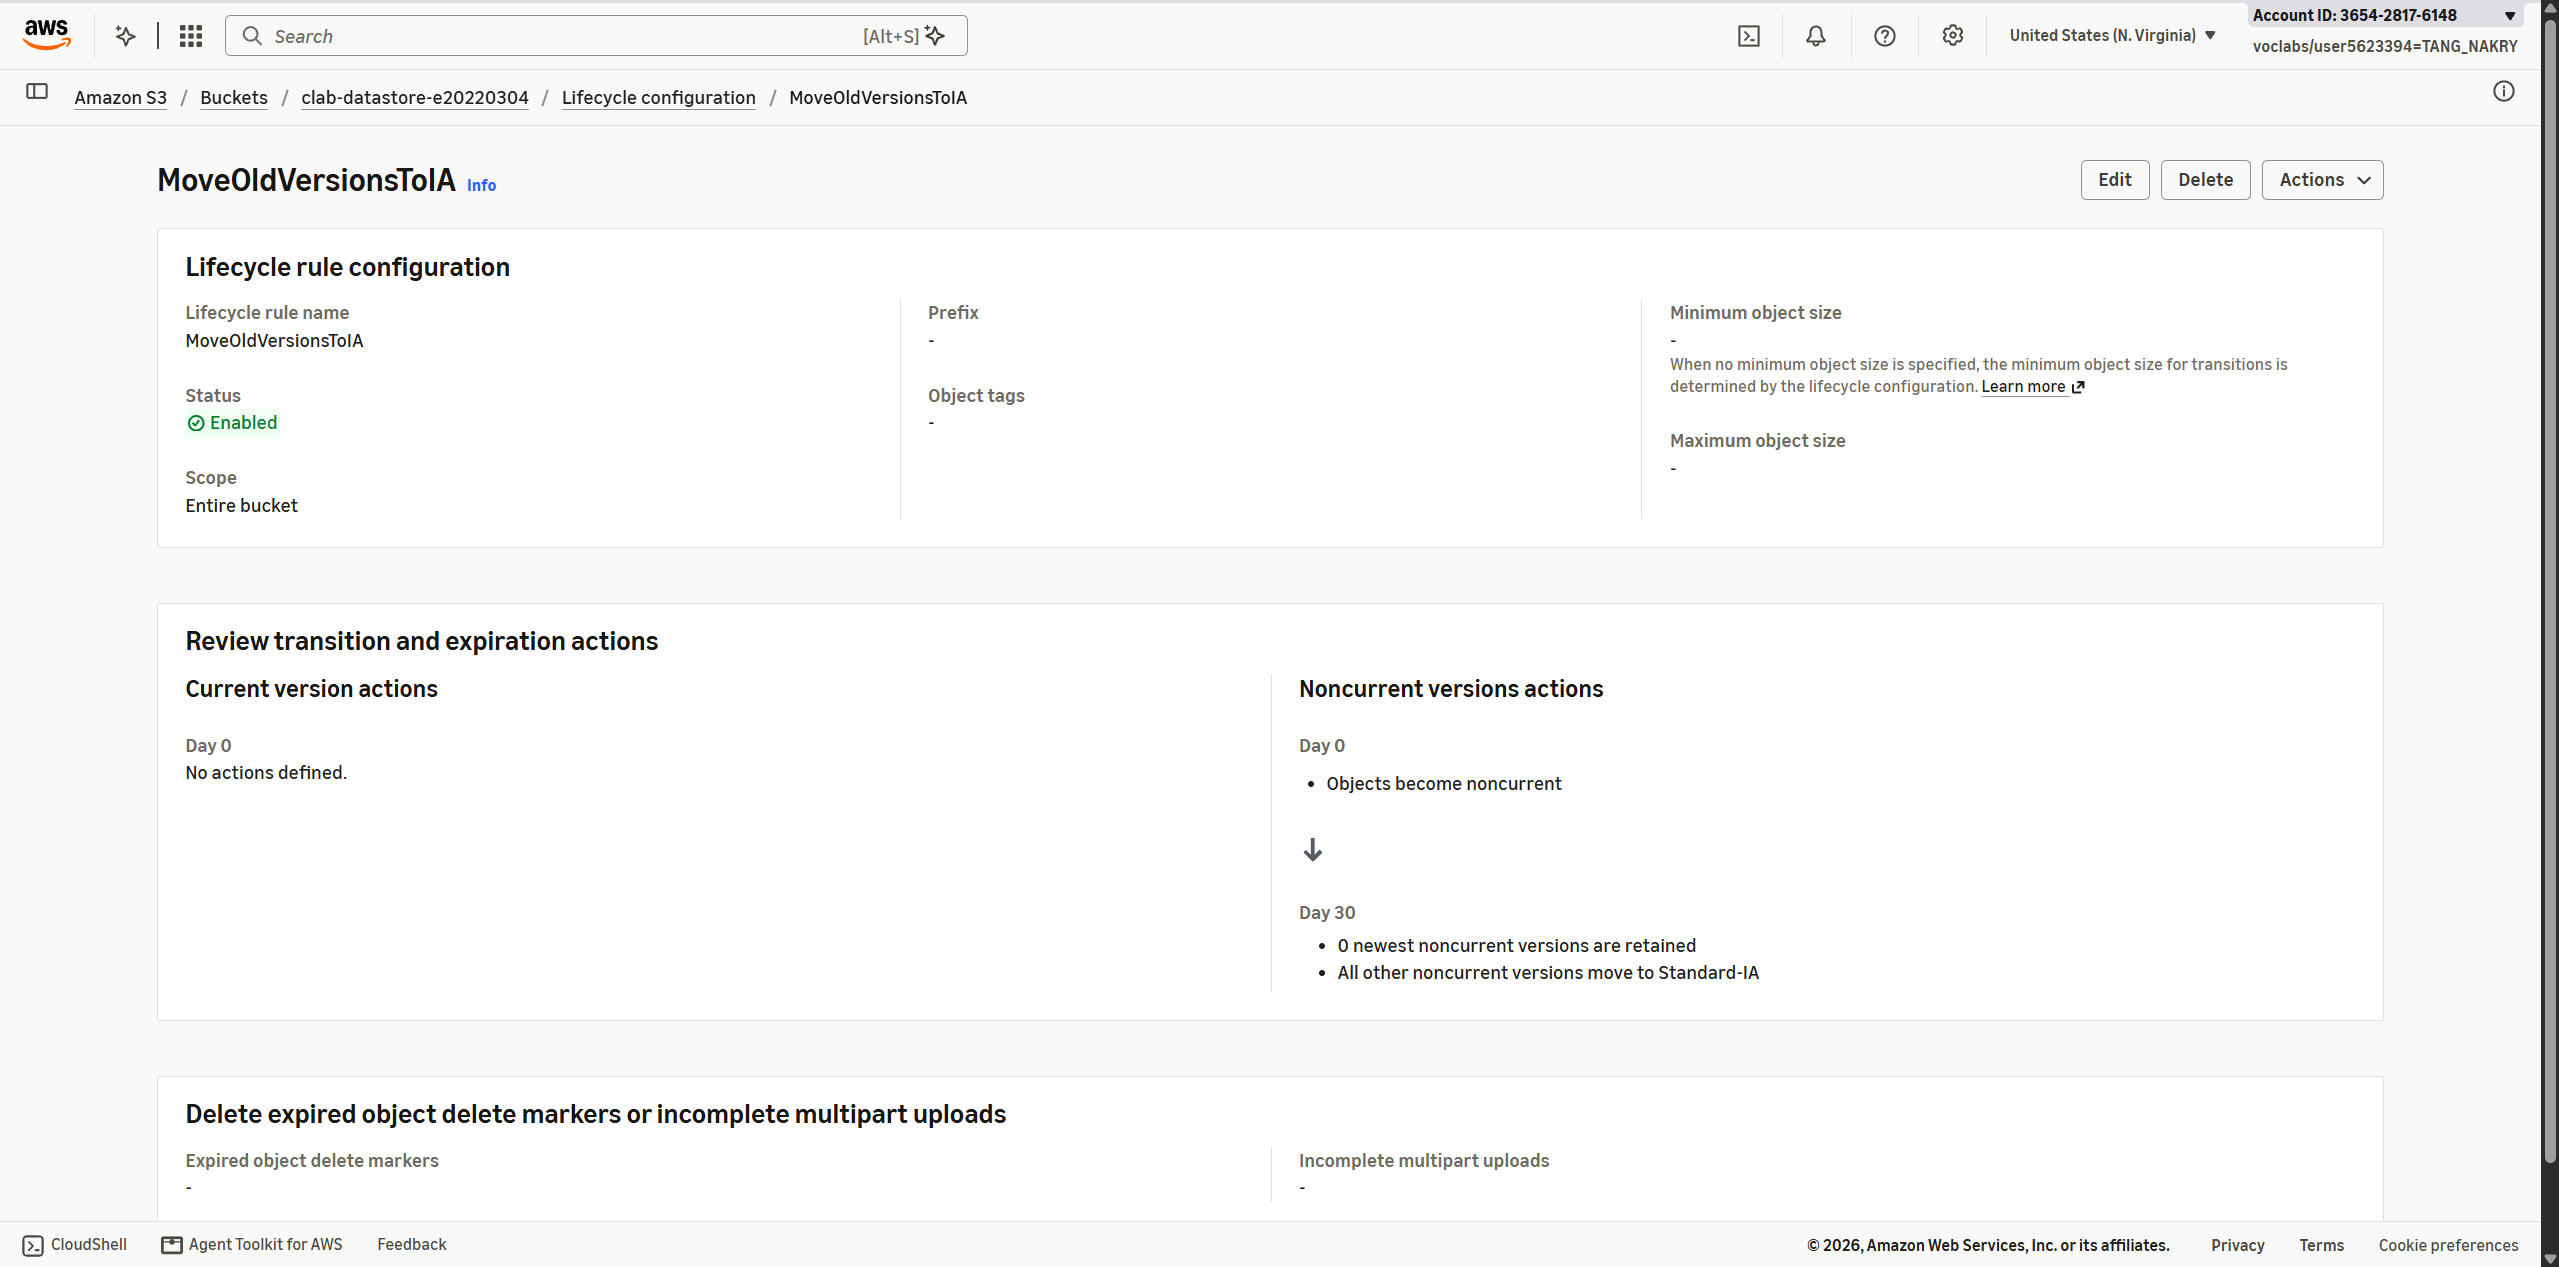 aws
Search
[Alt+S]
United States (N. Virginia)
Account ID: 3654-2817-6148
voclabs/user5623394=TANG_NAKRY
Amazon S3 / Buckets / clab-datastore-e20220304 / Lifecycle configuration / MoveOldVersionsToIA
MoveOldVersionsToIA Info
Edit
Delete
Actions
Lifecycle rule configuration
Lifecycle rule name
MoveOldVersionsToIA
Status
Enabled
Scope
Entire bucket
Prefix
-
Object tags
-
Minimum object size
-
When no minimum object size is specified, the minimum object size for transitions is
determined by the lifecycle configuration. Learn more
Maximum object size
-
Review transition and expiration actions
Current version actions
Day 0
No actions defined.
Noncurrent versions actions
Day 0
• Objects become noncurrent
Day 30
• 0 newest noncurrent versions are retained
• All other noncurrent versions move to Standard-IA
Delete expired object delete markers or incomplete multipart uploads
Expired object delete markers
-
Incomplete multipart uploads
-
CloudShell
Agent Toolkit for AWS
Feedback
© 2026, Amazon Web Services, Inc. or its affiliates.
Privacy
Terms
Cookie preferences